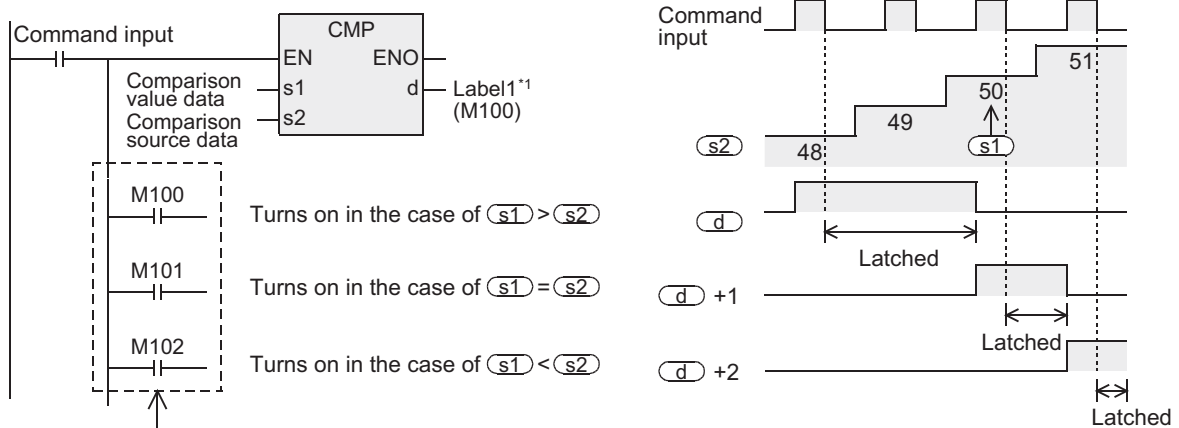 Command input
CMP
EN ENO
Comparison
value data
s1 d
Label1*1
(M100)
Comparison
source data
s2
M100
Turns on in the case of s1 > s2
M101
Turns on in the case of s1 = s2
M102
Turns on in the case of s1 < s2
Command
input
51
50
49
s2
48
s1
d
Latched
d +1
Latched
d +2
Latched